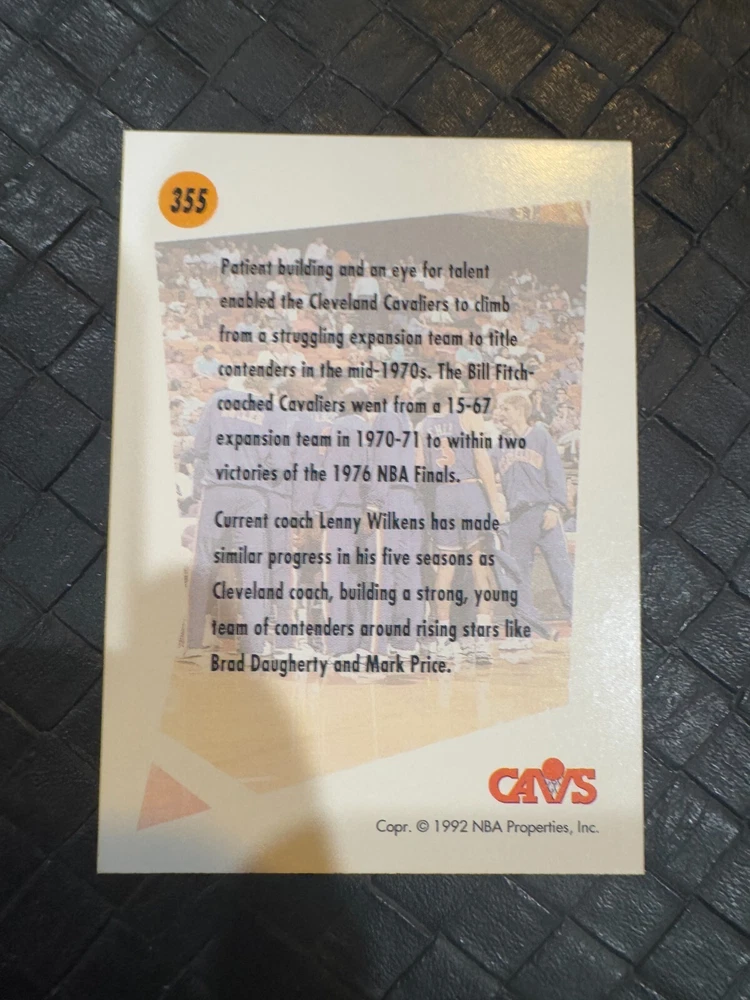 355
Patient building and an eye for talent
enabled the Cleveland Cavaliers to climb
from a struggling expansion team to title
contenders in the mid-1970s. The Bill Fitch-
coached Cavaliers went from a 15-67
expansion team in 1970-71 to within two
victories of the 1976 NBA Finals.
Current coach Lenny Wilkens has made
similar progress in his five seasons as
Cleveland coach, building a strong, young
team of contenders around rising stars like
Brad Daugherty and Mark Price.
CAVS
Copr. © 1992 NBA Properties, Inc.